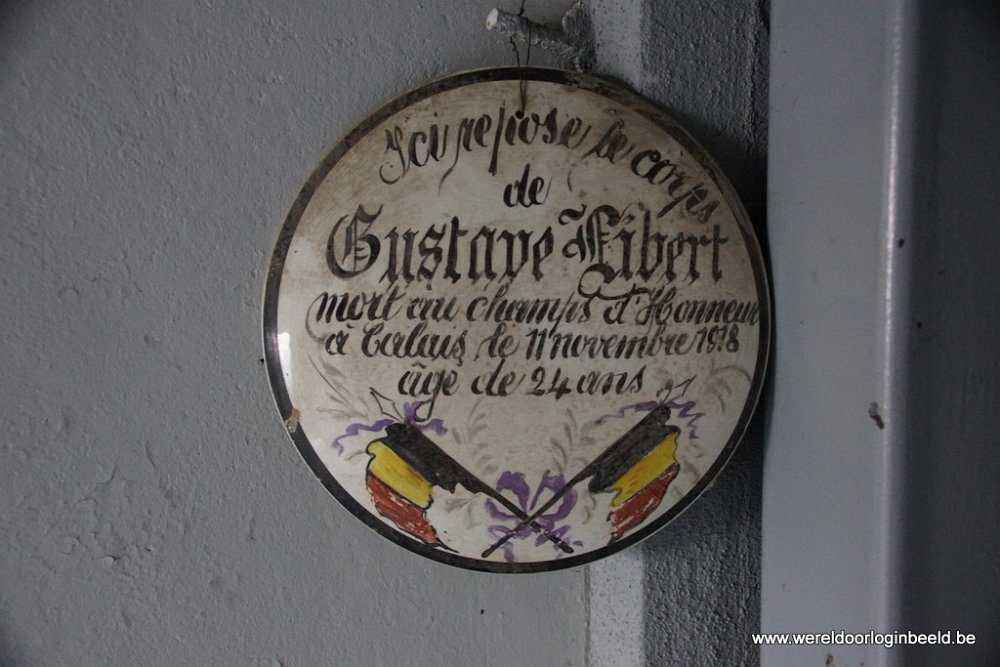 Ici repose le corps
de
Gustave Libert
mort au champs d'Honneur
à Calais, le 11 novembre 1918
âgé de 24 ans
www.wereldoorloginbeeld.be